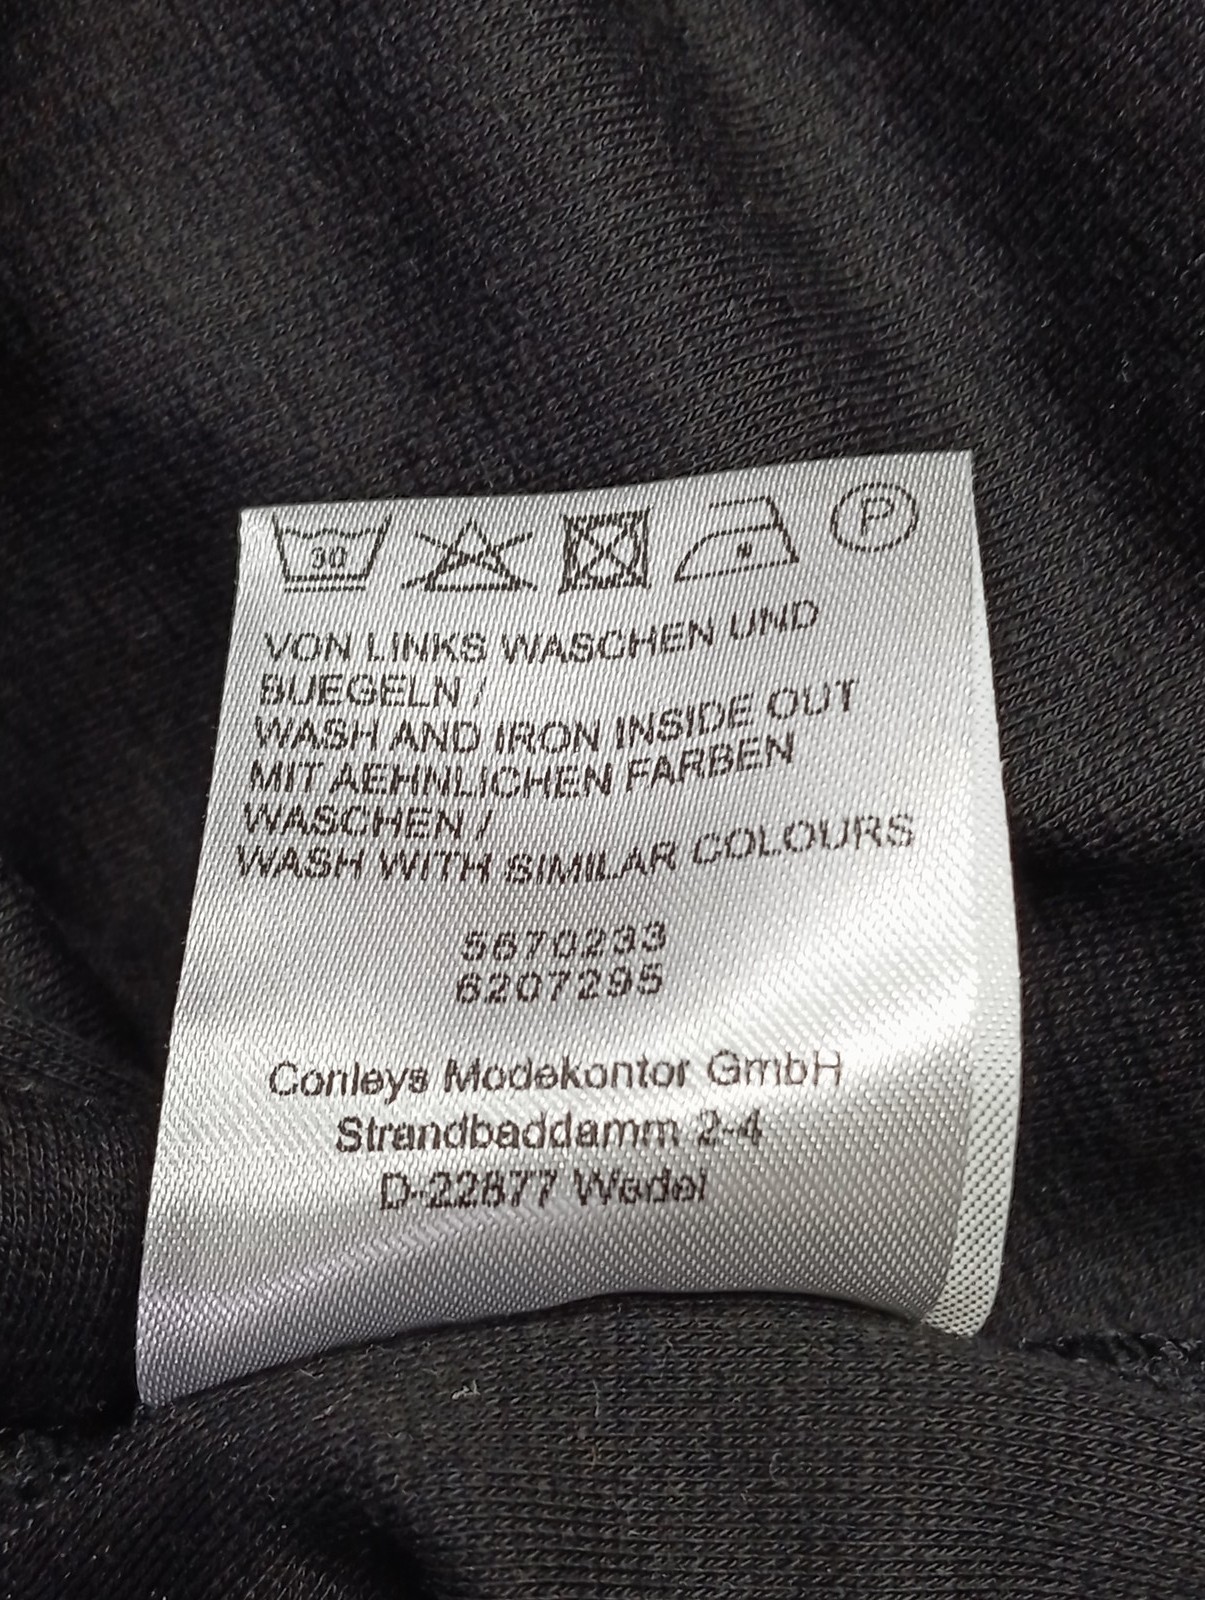 30 P
VON LINKS WASCHEN UND
BUEGELN /
WASH AND IRON INSIDE OUT
MIT AEHNLICHEN FARBEN
WASCHEN /
WASH WITH SIMILAR COLOURS
5670233
6207295
Conleys Modekontor GmbH
Strandbaddamm 2-4
D-22877 Wedel